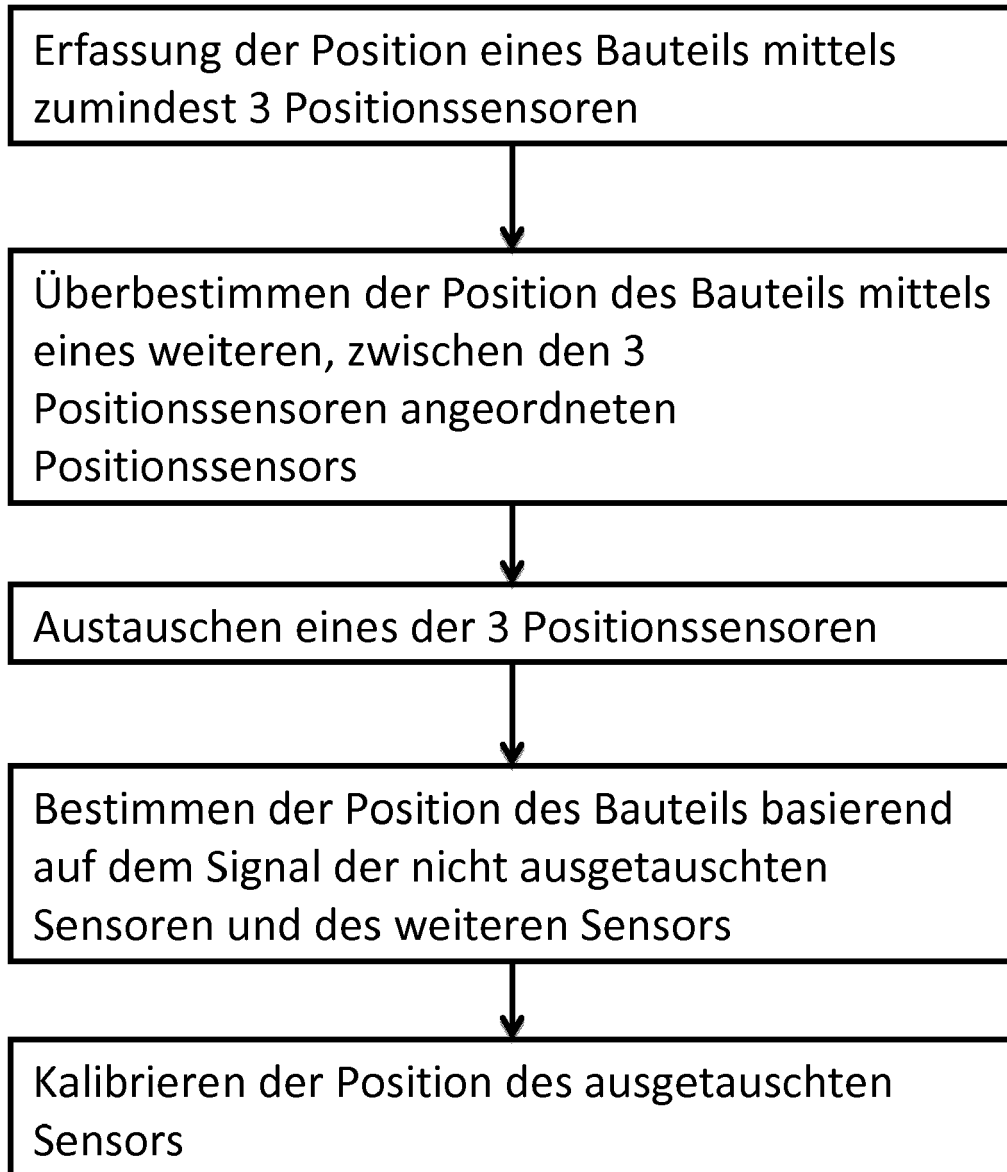 Erfassung der Position eines Bauteils mittels
zumindest 3 Positionssensoren
Überbestimmen der Position des Bauteils mittels
eines weiteren, zwischen den 3
Positionssensoren angeordneten
Positionssensors
Austauschen eines der 3 Positionssensoren
Bestimmen der Position des Bauteils basierend
auf dem Signal der nicht ausgetauschten
Sensoren und des weiteren Sensors
Kalibrieren der Position des ausgetauschten
Sensors